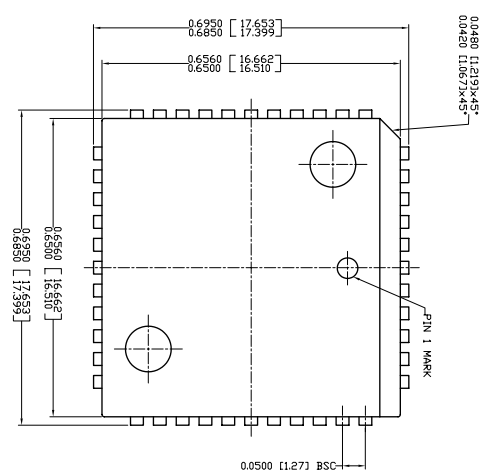 0.6950 [ 17.653
0.6850 [ 17.399 ]
0.6560 [ 16.662 ]
0.6500 [ 16.510 ]
0.0480 [1.219]x45°
0.0420 [1.067]x45°
0.6560 [ 16.662 ]
0.6500 [ 16.510 ]
0.6950 [ 17.653 ]
0.6850 [ 17.399 ]
PIN 1 MARK
0.0500 [1.27] BSC